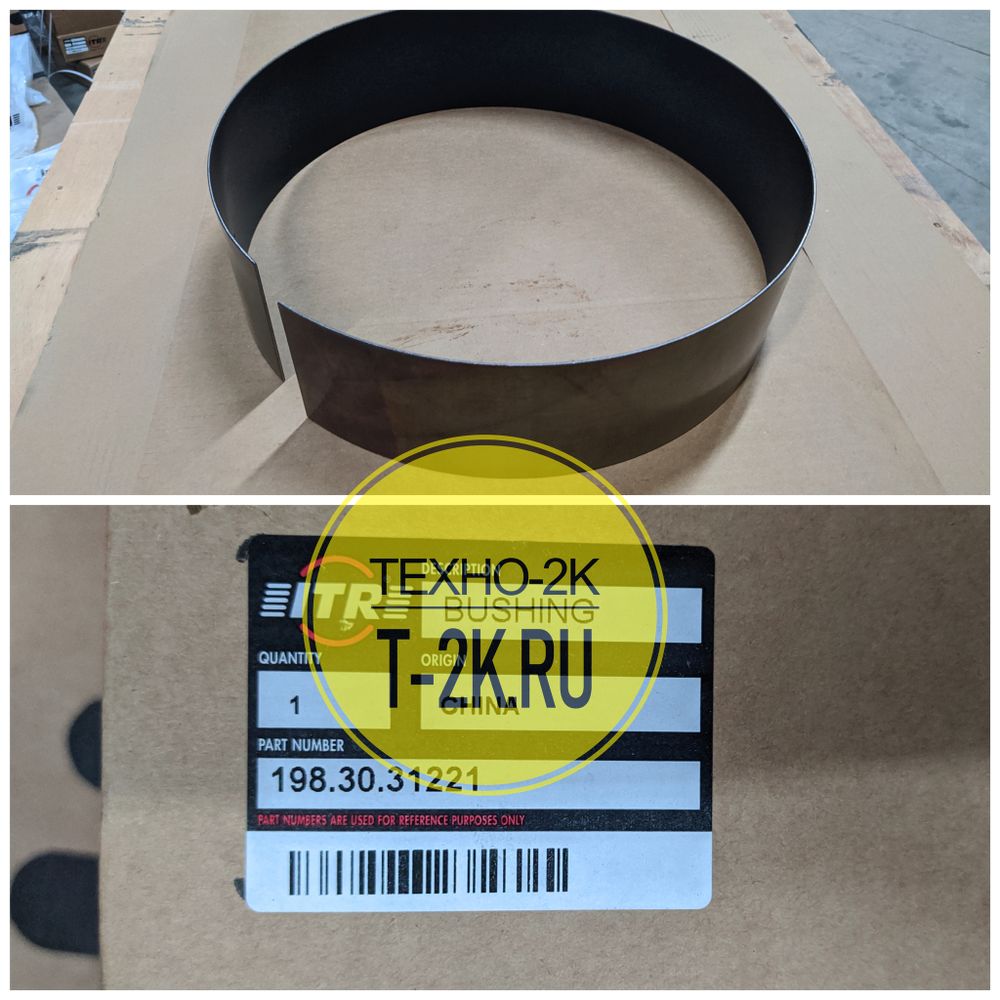 ITR
ITR
DESCRIPTION
ТЕХНО-2К
BUSHING
T-2K.RU
QUANTITY
ORIGIN
1
CHINA
PART NUMBER
198.30.31221
PART NUMBERS ARE USED FOR REFERENCE PURPOSES ONLY